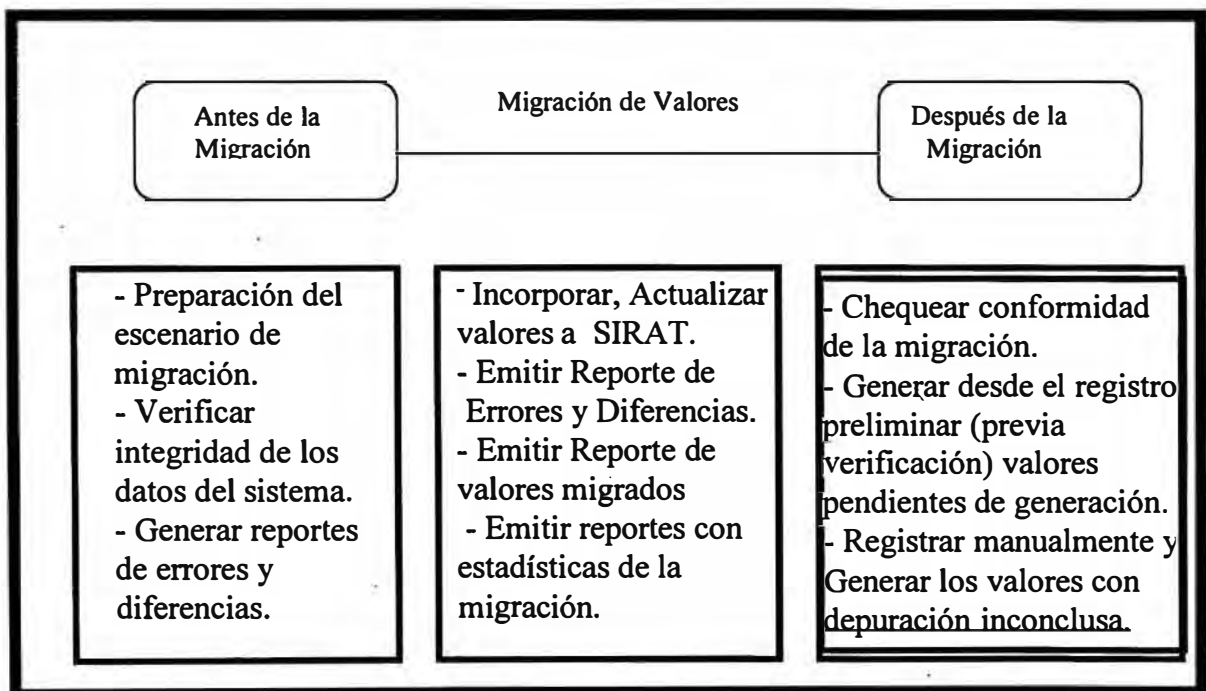 Antes de la
Migración
Migración de Valores
Después de la
Migración
- Preparación del
escenario de
migración.
- Verificar
integridad de los
datos del sistema.
- Generar reportes
de errores y
diferencias.
- Incorporar, Actualizar
valores a SIRAT.
- Emitir Reporte de
Errores y Diferencias.
- Emitir Reporte de
valores migrados
- Emitir reportes con
estadísticas de la
migración.
- Chequear conformidad
de la migración.
- Generar desde el registro
preliminar (previa
verificación) valores
pendientes de generación.
- Registrar manualmente y
Generar los valores con
depuración inconclusa.